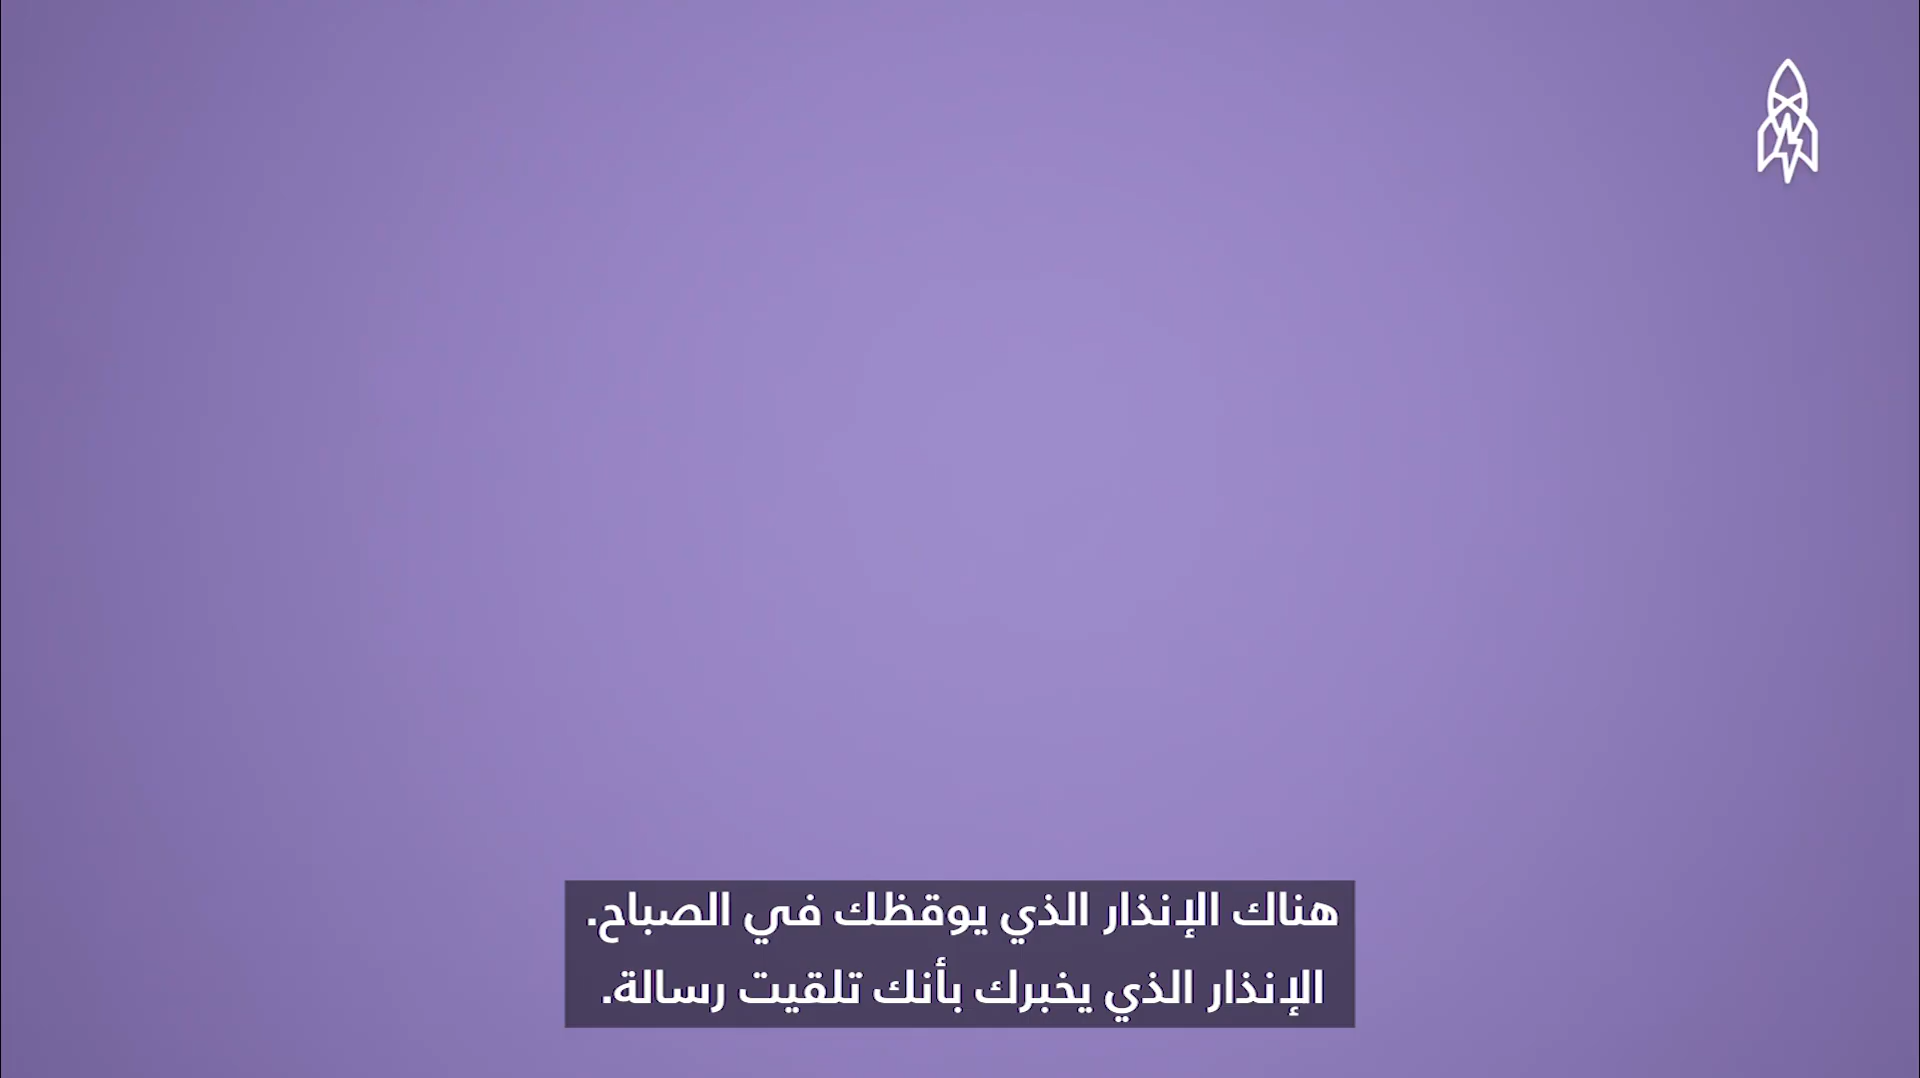 هناك الإنذار الذي يوقظك في الصباح.
الإنذار الذي يخبرك بأنك تلقيت رسالة.